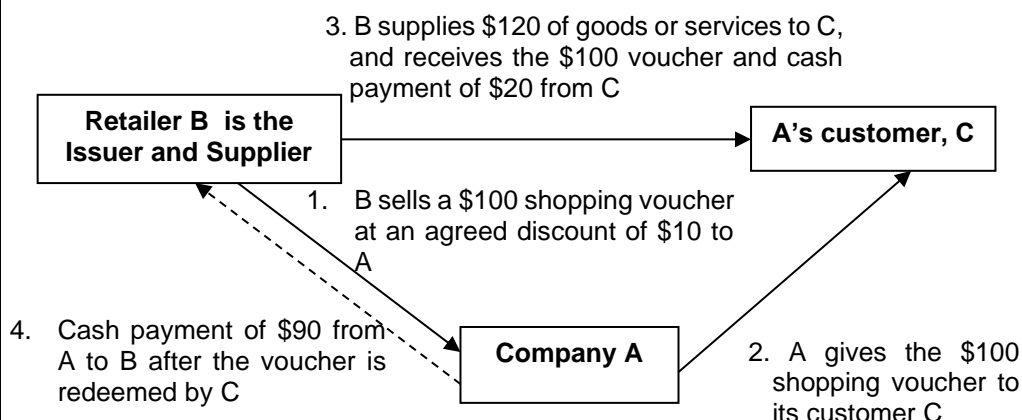 3. B supplies $120 of goods or services to C,
and receives the $100 voucher and cash
payment of $20 from C
Retailer B is the
Issuer and Supplier
A's customer, C
1. B sells a $100 shopping voucher
at an agreed discount of $10 to
A
4. Cash payment of $90 from
A to B after the voucher is
redeemed by C
Company A
2. A gives the $100
shopping voucher to
its customer C